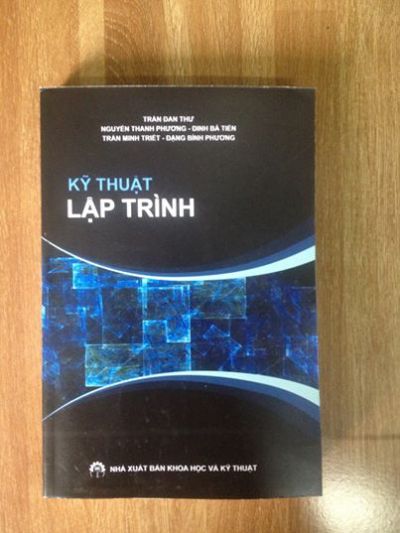 TRẦN ĐAN THƯ
NGUYỄN THANH PHƯƠNG - ĐINH BÁ TIẾN
TRẦN MINH TRIẾT - ĐẶNG BÌNH PHƯƠNG
KỸ THUẬT
LẬP TRÌNH
NHÀ XUẤT BẢN KHOA HỌC VÀ KỸ THUẬT